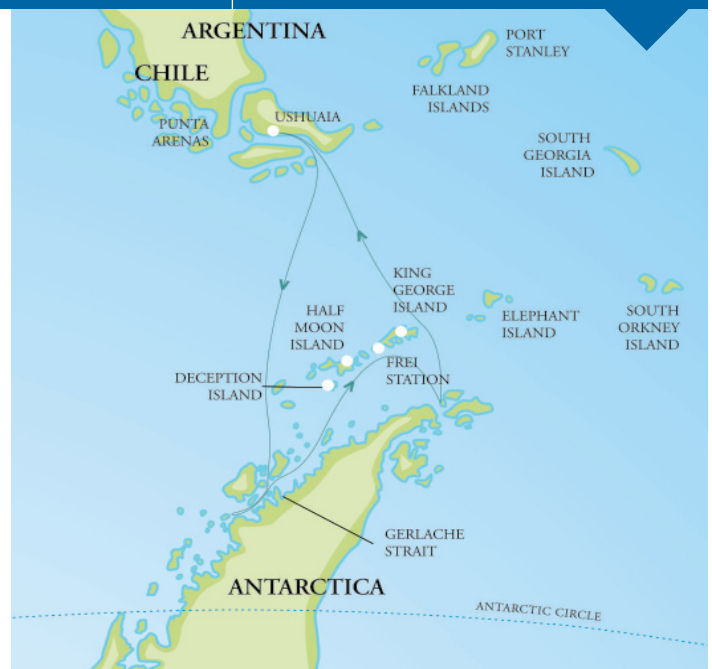 ARGENTINA
CHILE
PORT
STANLEY
FALKLAND
ISLANDS
USHUAIA
PUNTA
ARENAS
SOUTH
GEORGIA
ISLAND
KING
GEORGE
ISLAND
HALF
MOON
ISLAND
ELEPHANT
ISLAND
SOUTH
ORKNEY
ISLAND
FREI
STATION
DECEPTION
ISLAND
GERLACHE
STRAIT
ANTARCTICA
ANTARCTIC CIRCLE